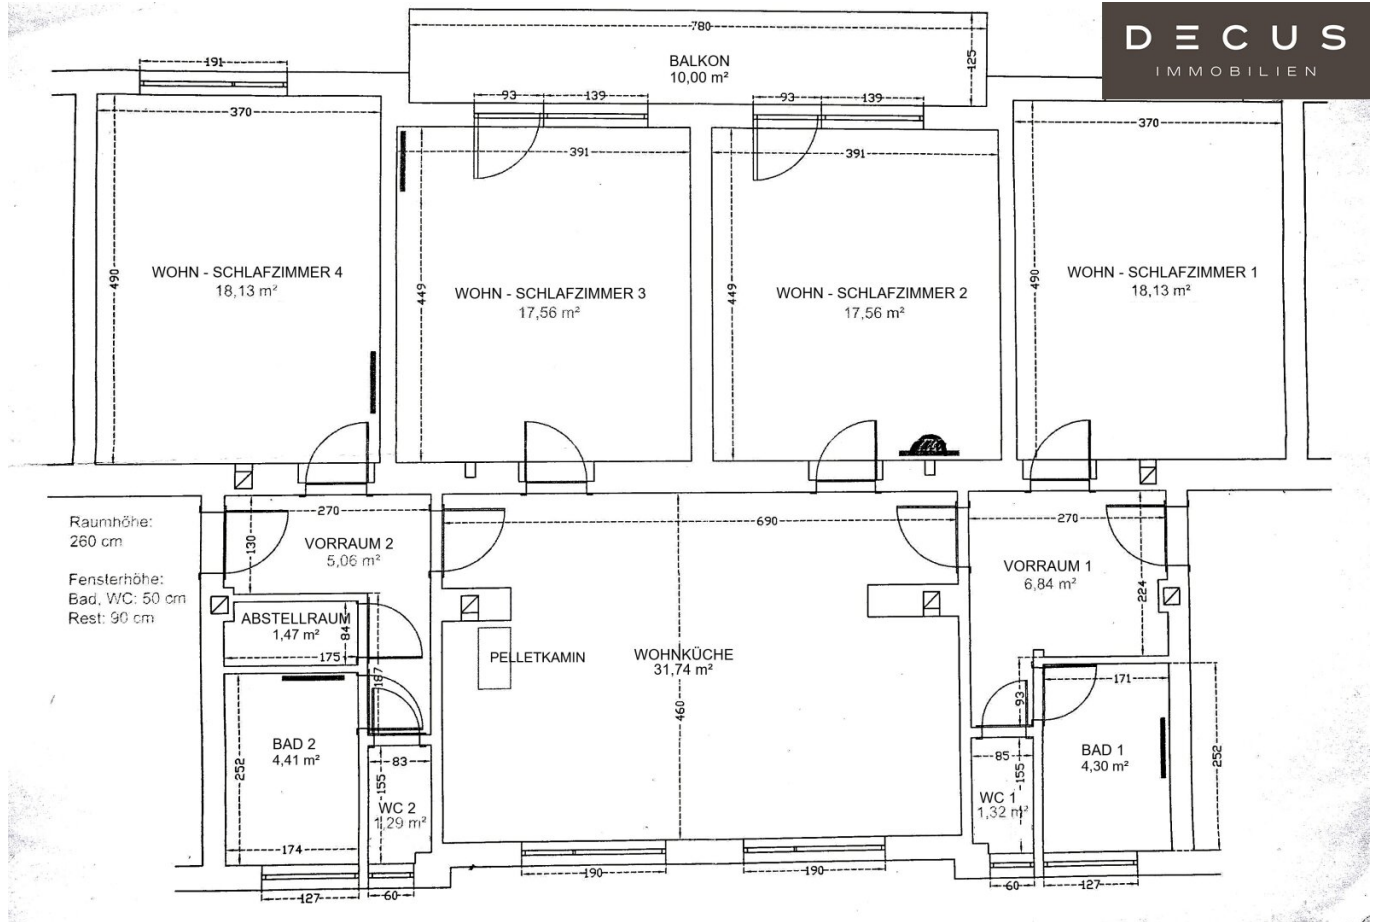 DECUS
IMMOBILIEN
780
BALKON
10,00 m²
125
191
370
93
139
391
93
139
391
370
490
WOHN - SCHLAFZIMMER 4
18,13 m²
449
WOHN - SCHLAFZIMMER 3
17,56 m²
449
WOHN - SCHLAFZIMMER 2
17,56 m²
490
WOHN - SCHLAFZIMMER 1
18,13 m²
Raumhöhe:
260 cm
Fensterhöhe:
Bad, WC: 50 cm
Rest: 90 cm
270
130
VORRAUM 2
5,06 m²
690
270
VORRAUM 1
6,84 m²
224
ABSTELLRAUM
1,47 m²
84
175
187
PELLETKAMIN
WOHNKÜCHE
31,74 m²
460
93
171
252
BAD 2
4,41 m²
174
83
155
WC 2
1,29 m²
85
155
WC 1
1,32 m²
BAD 1
4,30 m²
252
127
60
190
190
60
127